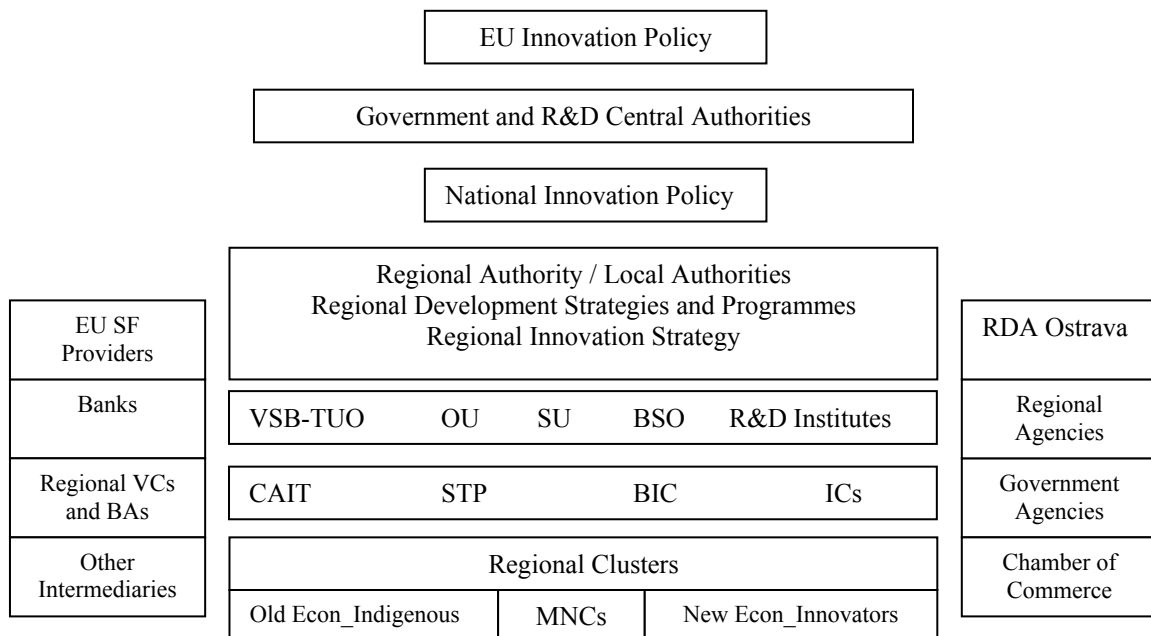 EU Innovation Policy
Government and R&D Central Authorities
National Innovation Policy
Regional Authority / Local Authorities
Regional Development Strategies and Programmes
Regional Innovation Strategy
EU SF
Providers
Banks
Regional VCs
and BAs
Other
Intermediaries
VSB-TUO OU SU BSO R&D Institutes
CAIT STP BIC ICs
Regional Clusters
Old Econ_Indigenous MNCs New Econ_Innovators
RDA Ostrava
Regional
Agencies
Government
Agencies
Chamber of
Commerce